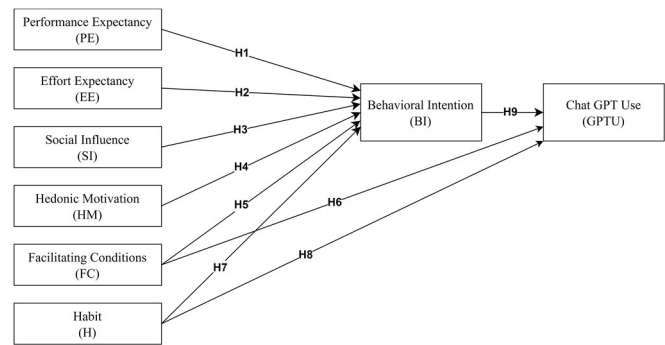 Performance Expectancy
(PE)
H1
Effort Expectancy
(EE)
H2
Behavioral Intention
(BI)
H9
Chat GPT Use
(GPTU)
Social Influence
(SI)
H3
Hedonic Motivation
(HM)
H4
H5
H6
Facilitating Conditions
(FC)
H7
H8
Habit
(H)